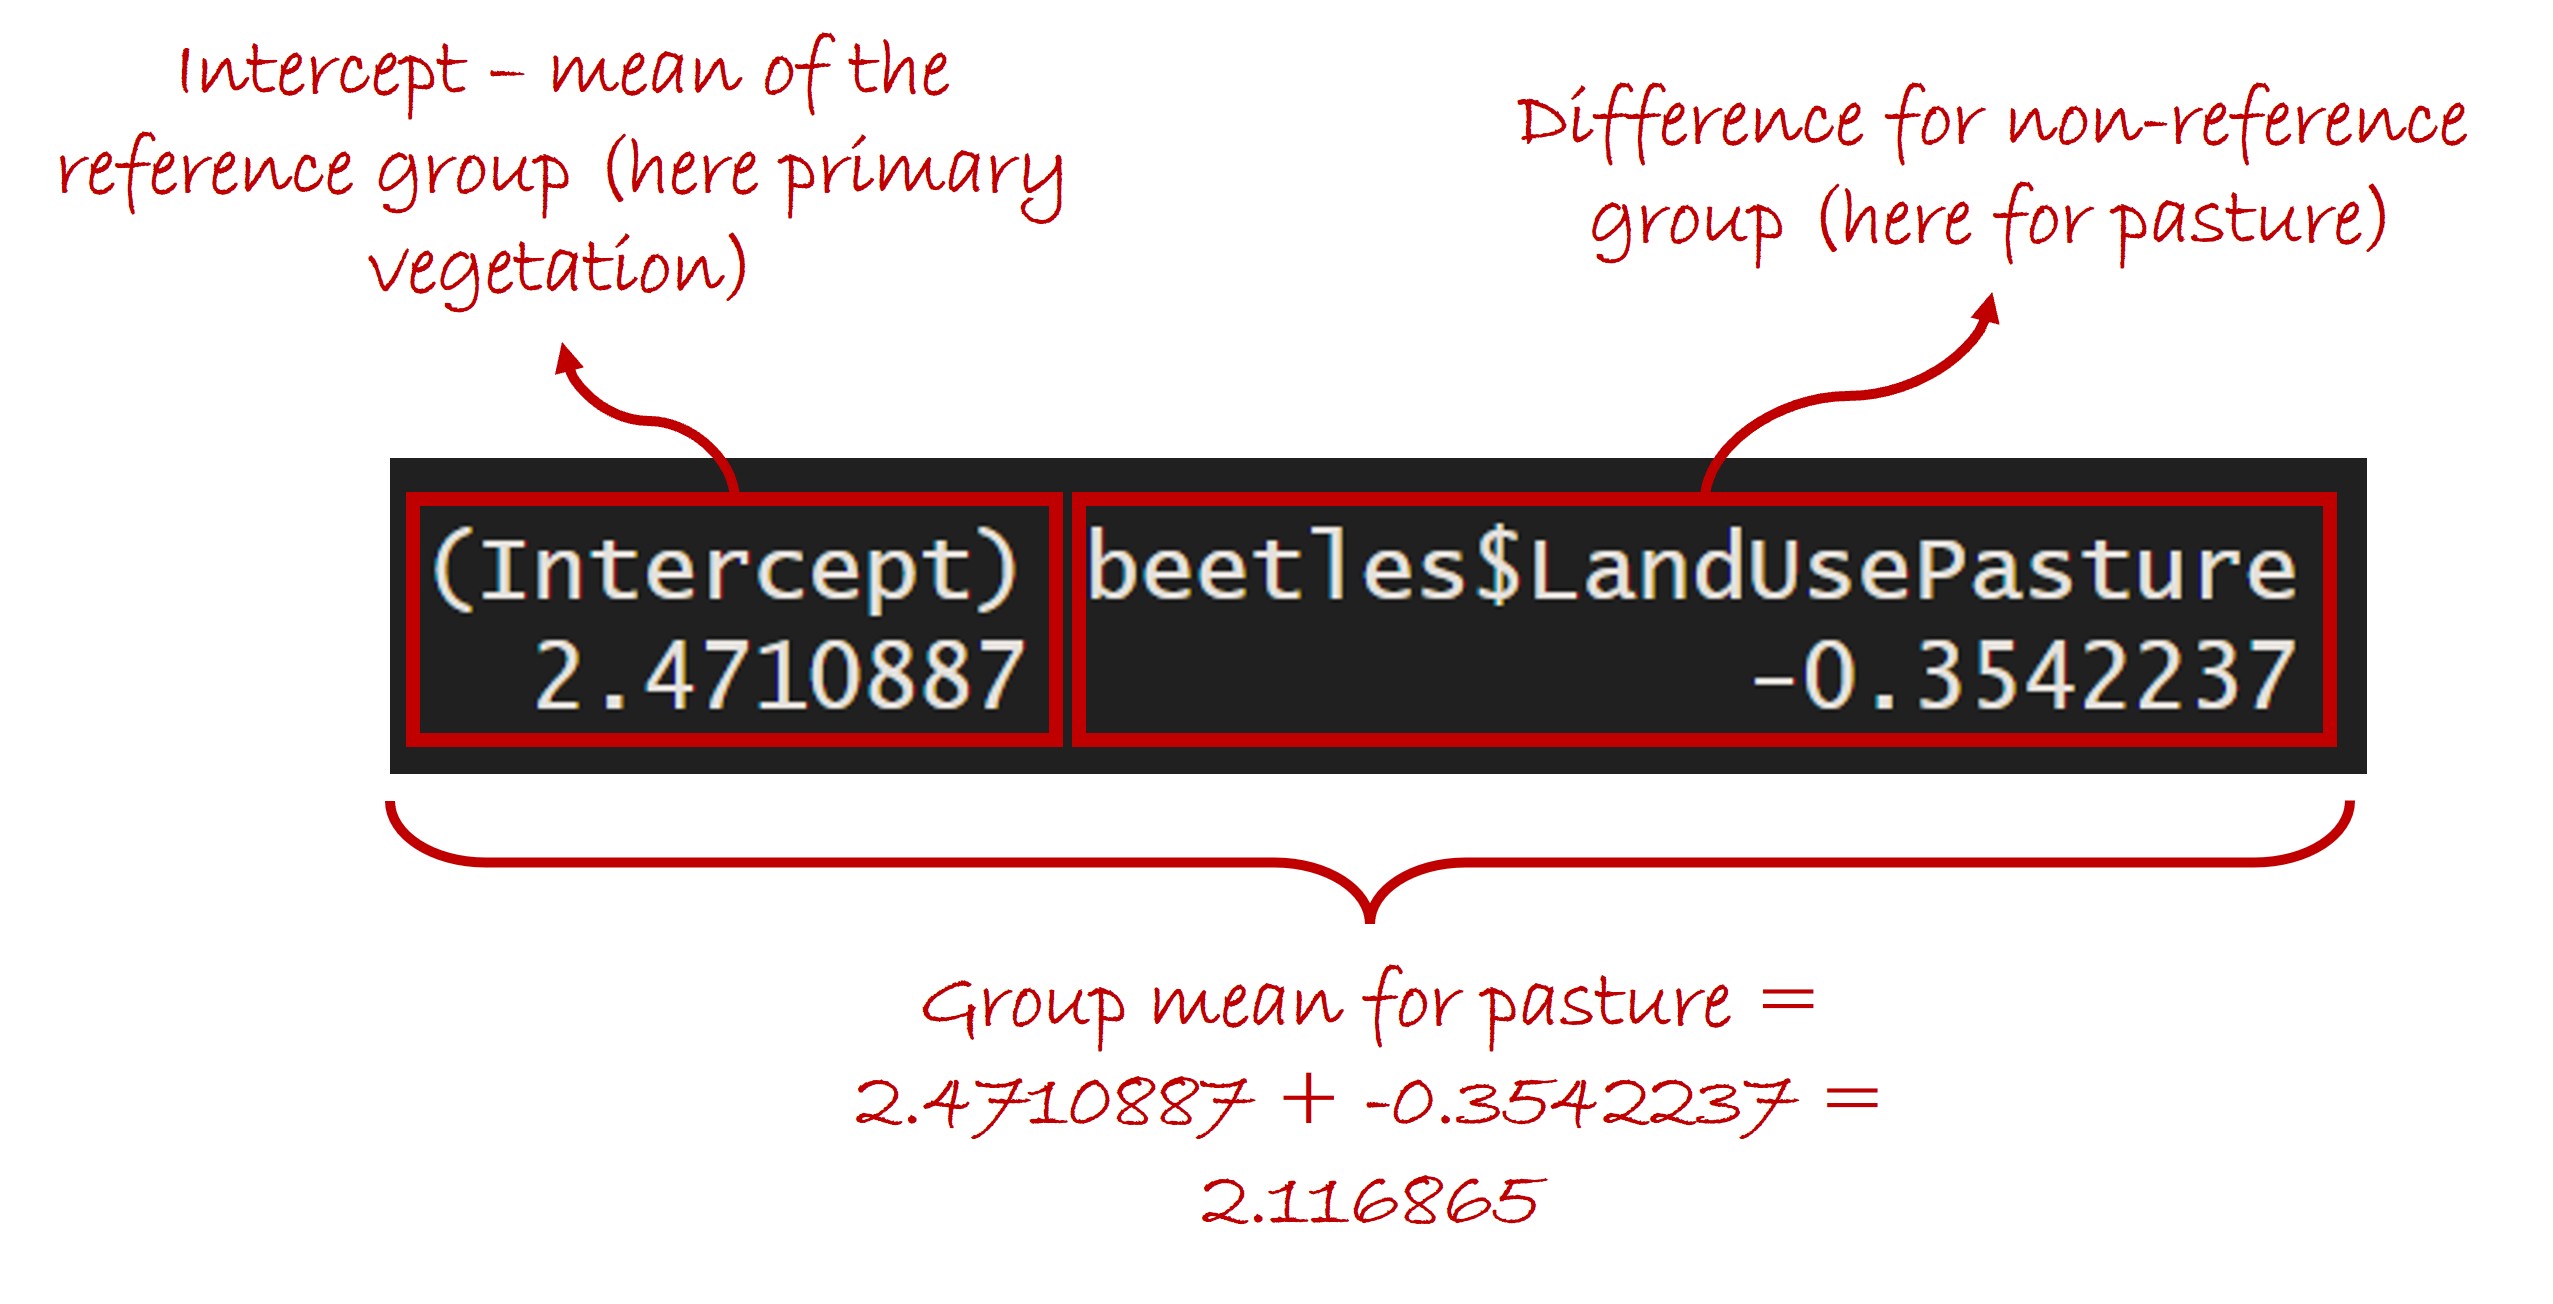 Intercept – mean of the
reference group (here primary
vegetation)
Difference for non-reference
group (here for pasture)
(Intercept) beetles$LandUsePasture
2.4710887 -0.3542237
Group mean for pasture =
2.4710887 + -0.3542237 =
2.116865